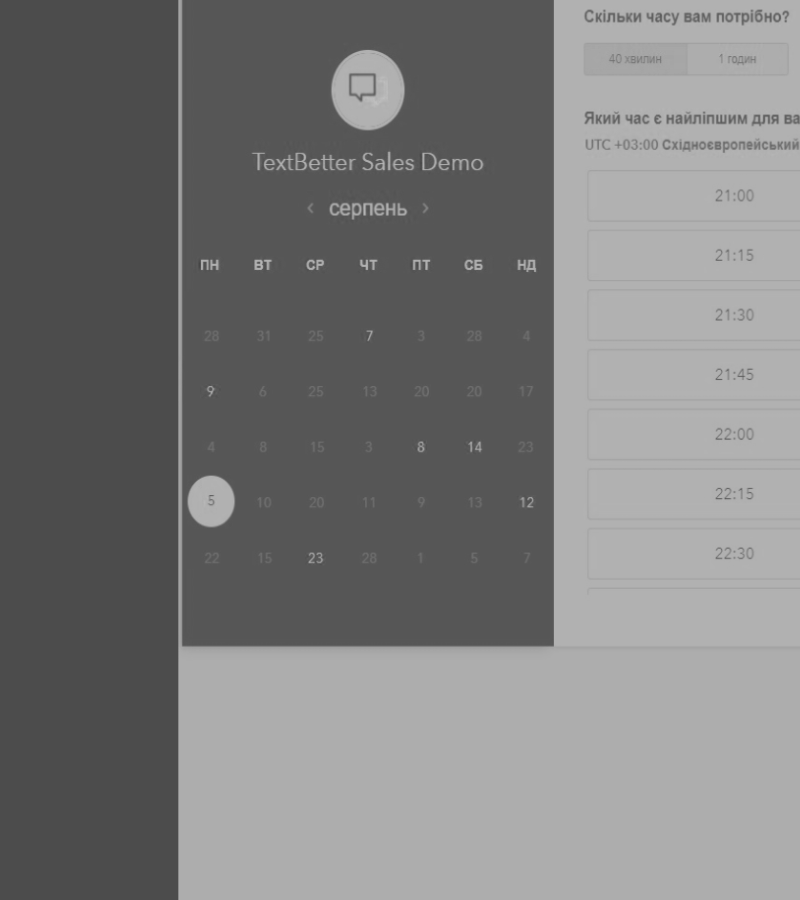 TextBetter Sales Demo
‹ серпень ›
ПН ВТ СР ЧТ ПТ СБ НД
28 31 25 7 3 28 4
9 6 25 13 20 20 17
4 8 15 3 8 14 23
5 10 20 11 9 13 12
22 15 23 28 1 5 7
Скільки часу вам потрібно?
40 хвилин 1 годин
Який час є найліпшим для ва
UTC +03:00 Східноєвропейський
21:00
21:15
21:30
21:45
22:00
22:15
22:30